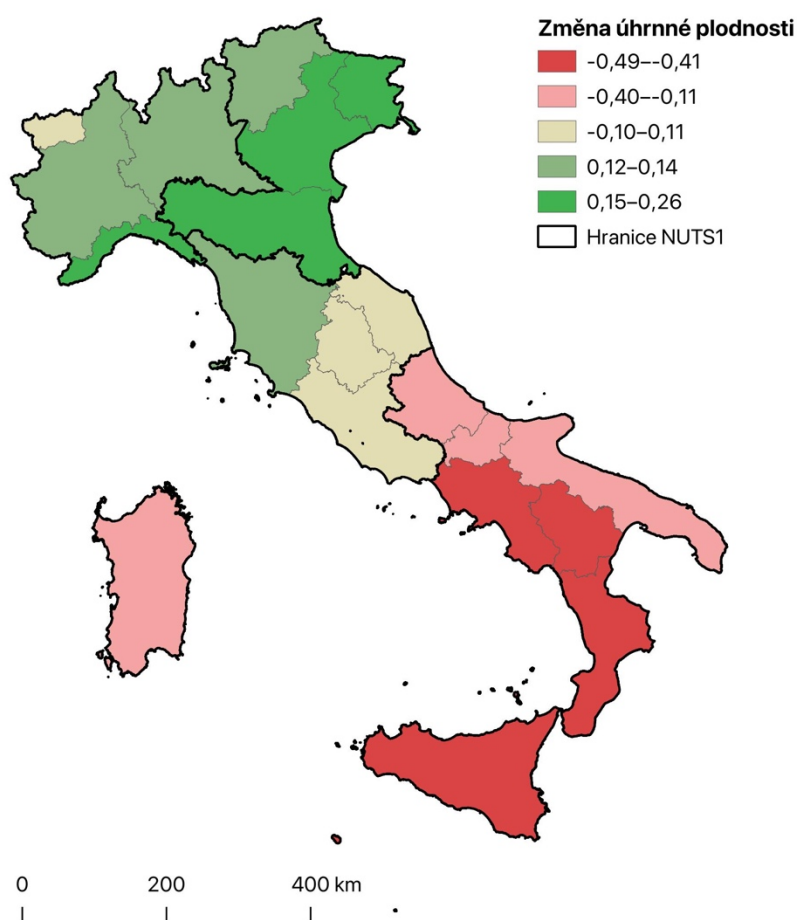 Změna úhrnné plodnosti
-0,49--0,41
-0,40--0,11
-0,10–0,11
0,12–0,14
0,15–0,26
Hranice NUTS1
0 200 400 km